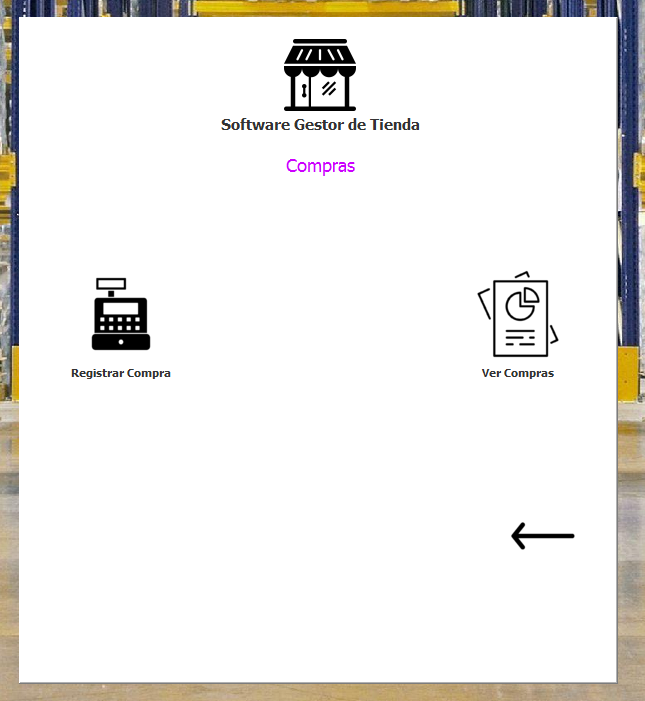 Software Gestor de Tienda
Compras
Registrar Compra
Ver Compras